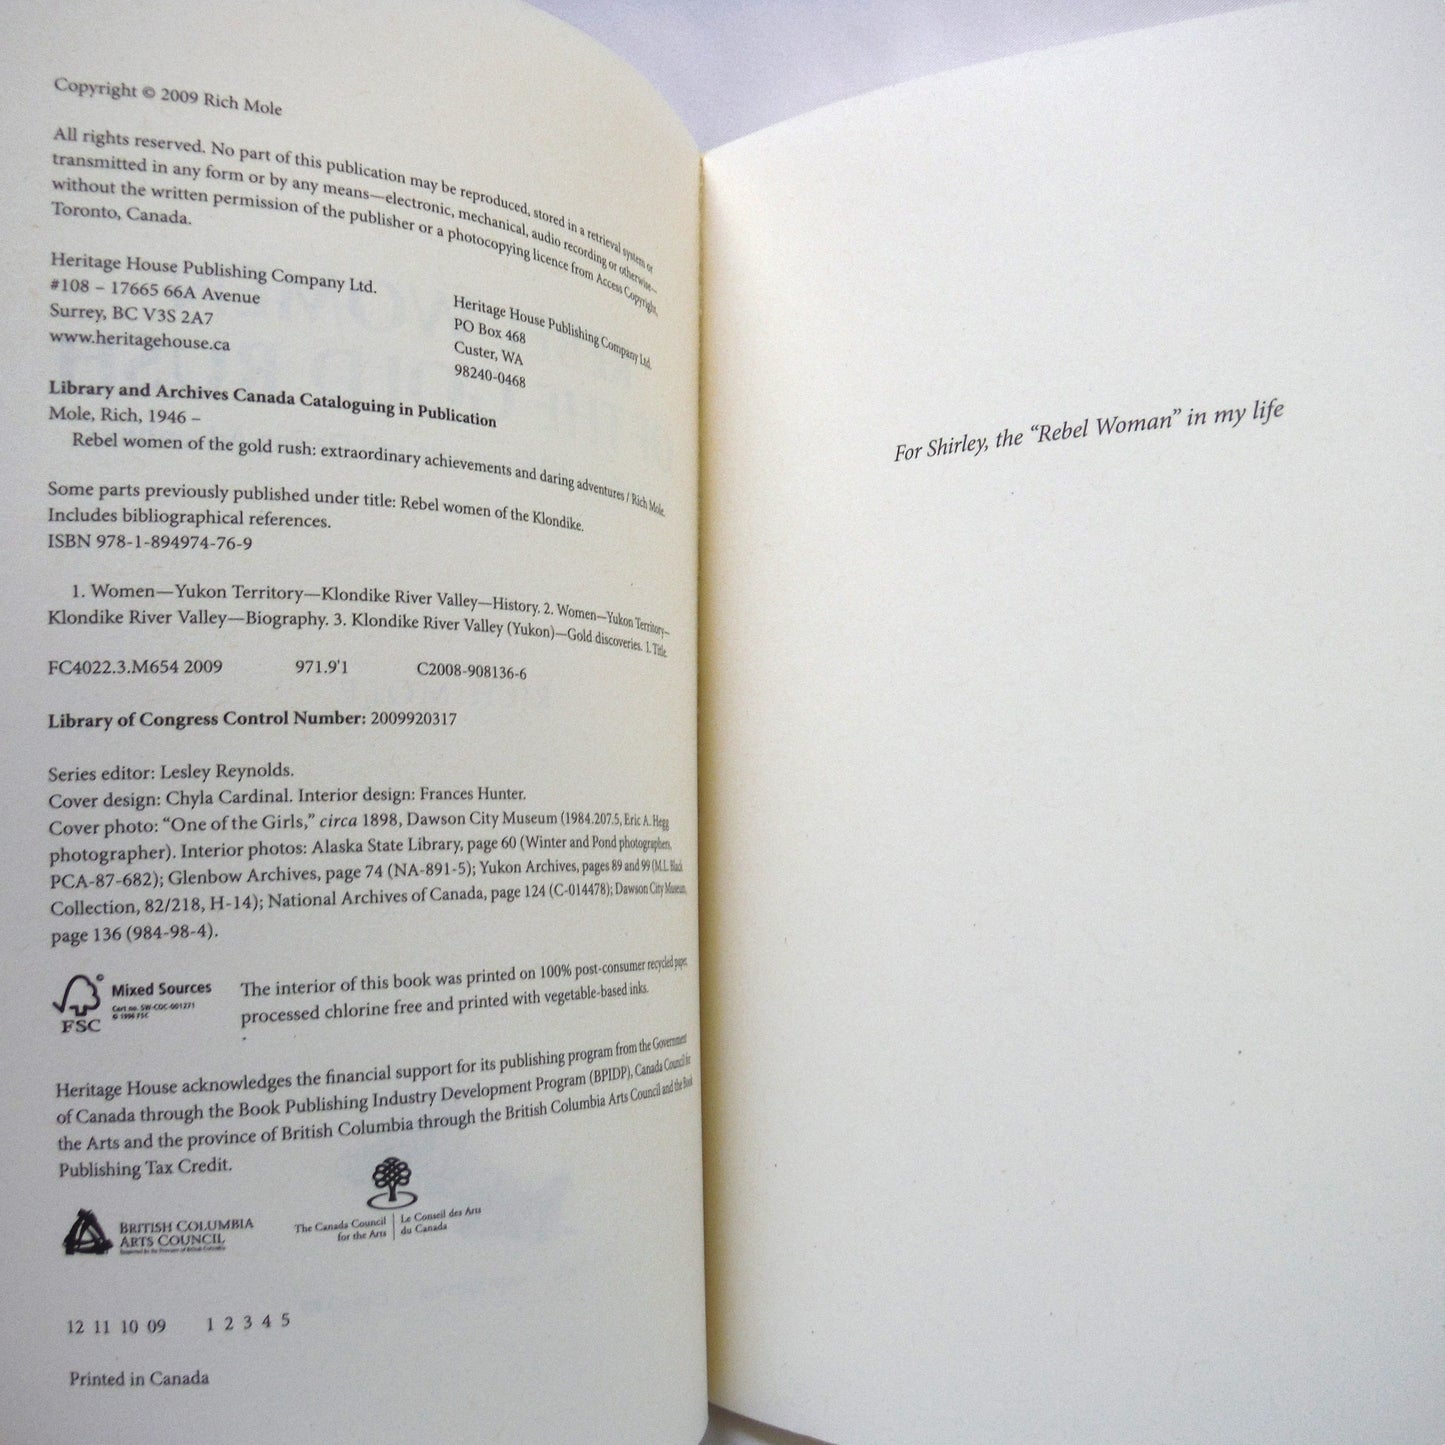 Copyright © 2009 Rich Mole
All rights reserved. No part of this publication may be reproduced, stored in a retrieval system or
transmitted in any form or by any means—electronic, mechanical, audio recording or otherwise—
without the written permission of the publisher or a photocopying licence from Access Copyright,
Toronto, Canada.
Heritage House Publishing Company Ltd.
#108 – 17665 66A Avenue
Surrey, BC V3S 2A7
www.heritagehouse.ca
Heritage House Publishing Company Ltd.
PO Box 468
Custer, WA
98240-0468
Library and Archives Canada Cataloguing in Publication
Mole, Rich, 1946 –
Rebel women of the gold rush: extraordinary achievements and daring adventures / Rich Mole.
Some parts previously published under title: Rebel women of the Klondike.
Includes bibliographical references.
ISBN 978-1-894974-76-9
1. Women—Yukon Territory—Klondike River Valley—History. 2. Women—Yukon Territory—
Klondike River Valley—Biography. 3. Klondike River Valley (Yukon)—Gold discoveries. I. Title.
FC4022.3.M654 2009 971.9'1 C2008-908136-6
Library of Congress Control Number: 2009920317
Series editor: Lesley Reynolds.
Cover design: Chyla Cardinal. Interior design: Frances Hunter.
Cover photo: “One of the Girls,” circa 1898, Dawson City Museum (1984.207.5, Eric A. Hegg
photographer). Interior photos: Alaska State Library, page 60 (Winter and Pond photographers,
PCA-87-682); Glenbow Archives, page 74 (NA-891-5); Yukon Archives, pages 89 and 99 (M.L. Black
Collection, 82/218, H-14); National Archives of Canada, page 124 (C-014478); Dawson City Museum,
page 136 (984-98-4).
FSC
Mixed Sources
Cert no. SW-COC-001271
© 1996 FSC
The interior of this book was printed on 100% post-consumer recycled paper,
processed chlorine free and printed with vegetable-based inks.
Heritage House acknowledges the financial support for its publishing program from the Government
of Canada through the Book Publishing Industry Development Program (BPIDP), Canada Council for
the Arts and the province of British Columbia through the British Columbia Arts Council and the Book
Publishing Tax Credit.
BRITISH COLUMBIA
ARTS COUNCIL
Supported by the Province of British Columbia
The Canada Council
for the Arts
Le Conseil des Arts
du Canada
12 11 10 09 1 2 3 4 5
Printed in Canada
For Shirley, the “Rebel Woman” in my life